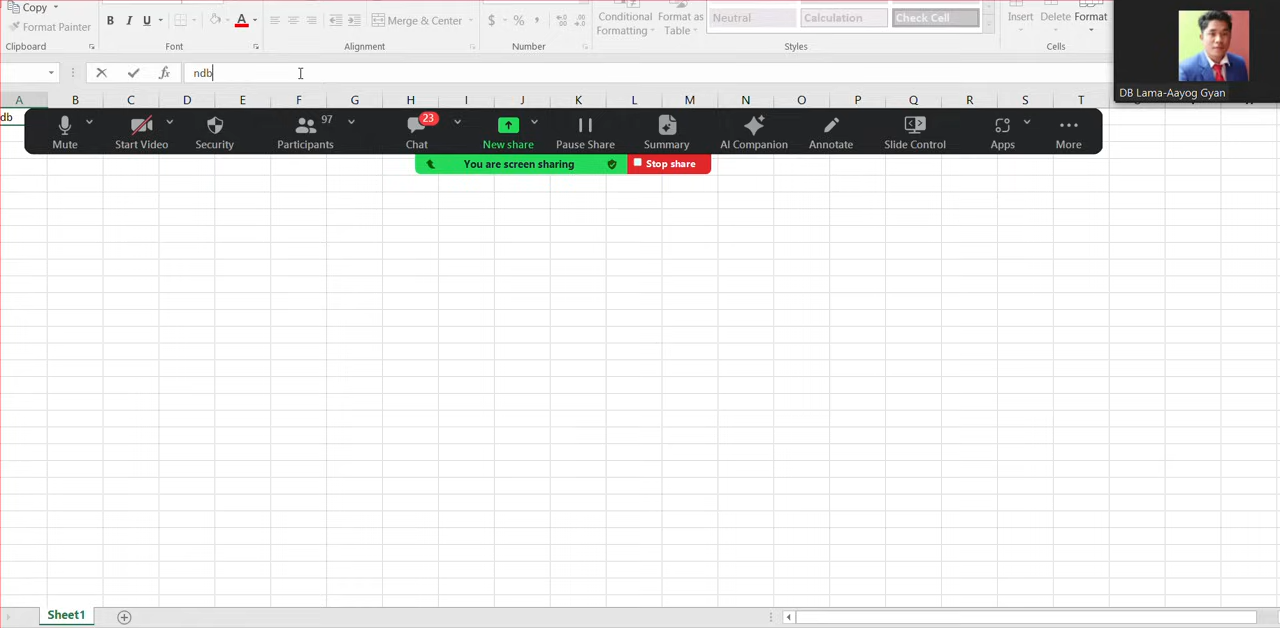 Copy
Format Painter
B I U A
Merge & Center
$ % ,
Conditional
Formatting
Format as
Table
Neutral
Calculation
Check Cell
Insert Delete Format
Clipboard
Font
Alignment
Number
Styles
Cells
fx
ndb
DB Lama-Aayog Gyan
A B C D E F G H K L M N O P Q R S T
db
97
23
Mute
Start Video
Security
Participants
Chat
New share
Pause Share
Summary
AI Companion
Annotate
Slide Control
Apps
More
You are screen sharing
Stop share
Sheet1